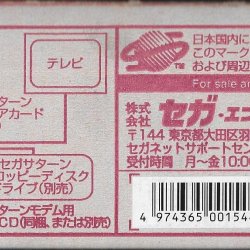 テレビ
ターン
アカード
)
セガサターン
ロッピーディスク
ドライブ(別売)
ターンモデム用
CD(同梱、または別売)
日本国内に
このマーク
および周辺
TM
For sale an
株式
会社
セガ・エン
〒144 東京都大田区羽
セガネットサポートセン
受付時間 月〜金10:0
4 974365 00154